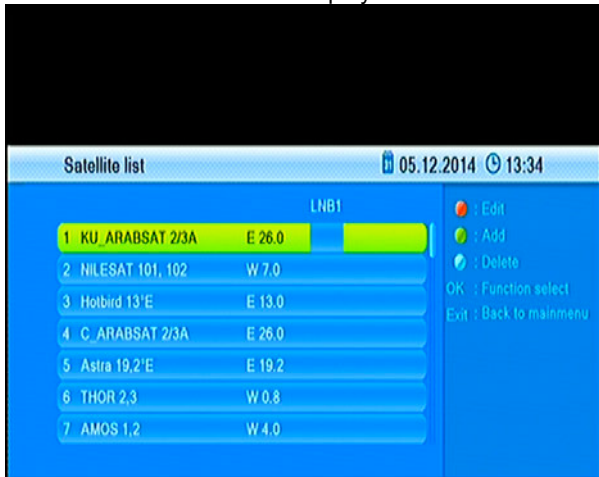 Satellite list 05.12.2014 13:34
LNB1
1 KU_ARABSAT 2/3A E 26.0
2 NILESAT 101, 102 W 7.0
3 Hotbird 13°E E 13.0
4 C_ARABSAT 2/3A E 26.0
5 Astra 19,2°E E 19.2
6 THOR 2,3 W 0.8
7 AMOS 1,2 W 4.0
: Edit
: Add
: Delete
OK : Function select
Exit : Back to mainmenu